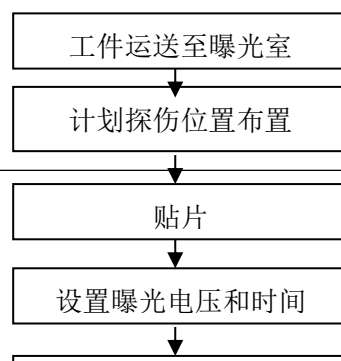 工件运送至曝光室
计划探伤位置布置
贴片
设置曝光电压和时间